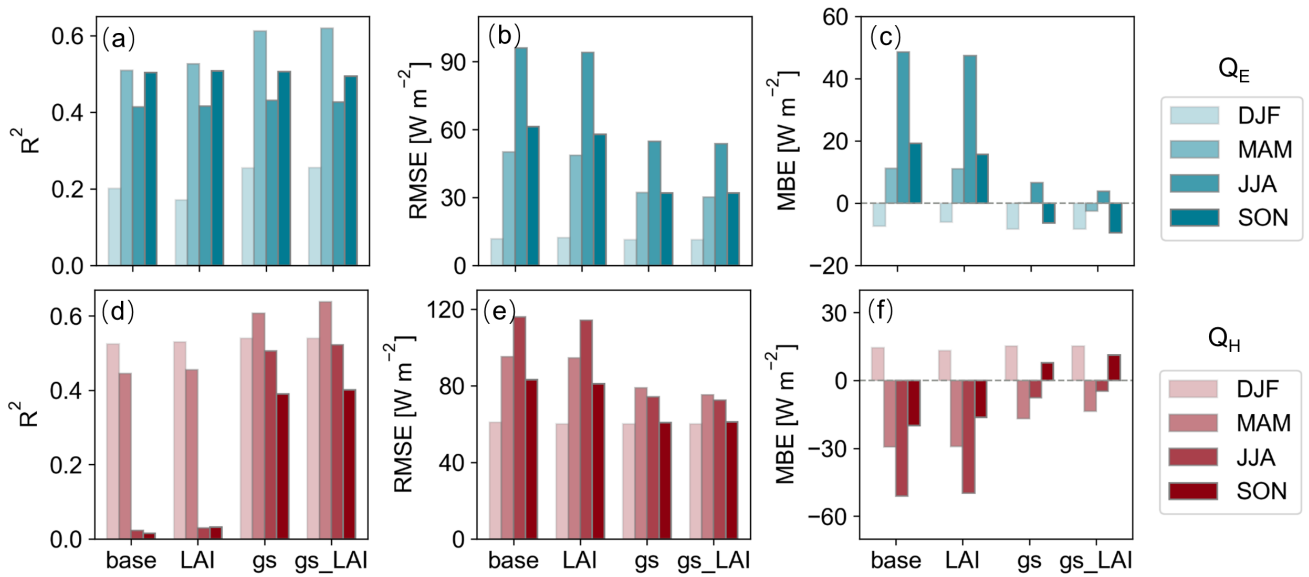 (a)
R²
0.6
0.4
0.2
0.0
(b)
RMSE [W m⁻²]
90
60
30
0
(c)
MBE [W m⁻²]
60
40
20
0
−20
Q_E
DJF
MAM
JJA
SON
(d)
R²
0.6
0.4
0.2
0.0
base LAI gs gs_LAI
(e)
RMSE [W m⁻²]
120
80
40
0
base LAI gs gs_LAI
(f)
MBE [W m⁻²]
30
0
−30
−60
base LAI gs gs_LAI
Q_H
DJF
MAM
JJA
SON